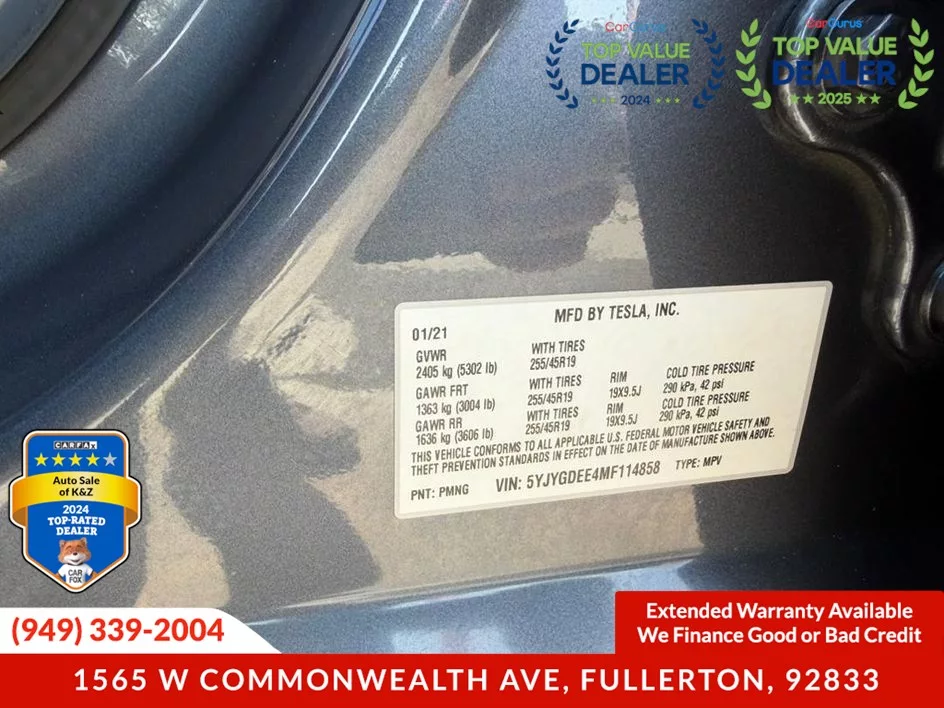 CarGurus
TOP VALUE
DEALER
2024
CarGurus
TOP VALUE
DEALER
2025
MFD BY TESLA, INC.
01/21
GVWR
2405 kg (5302 lb)
WITH TIRES
255/45R19
GAWR FRT
1363 kg (3004 lb)
WITH TIRES
255/45R19
RIM
19X9.5J
COLD TIRE PRESSURE
290 kPa, 42 psi
GAWR RR
1636 kg (3606 lb)
WITH TIRES
255/45R19
RIM
19X9.5J
COLD TIRE PRESSURE
290 kPa, 42 psi
THIS VEHICLE CONFORMS TO ALL APPLICABLE U.S. FEDERAL MOTOR VEHICLE SAFETY AND
THEFT PREVENTION STANDARDS IN EFFECT ON THE DATE OF MANUFACTURE SHOWN ABOVE.
PNT: PMNG VIN: 5YJYGDEE4MF114858 TYPE: MPV
CARFAX
Auto Sale
of K&Z
2024
TOP-RATED
DEALER
CAR
FOX
(949) 339-2004
Extended Warranty Available
We Finance Good or Bad Credit
1565 W COMMONWEALTH AVE, FULLERTON, 92833